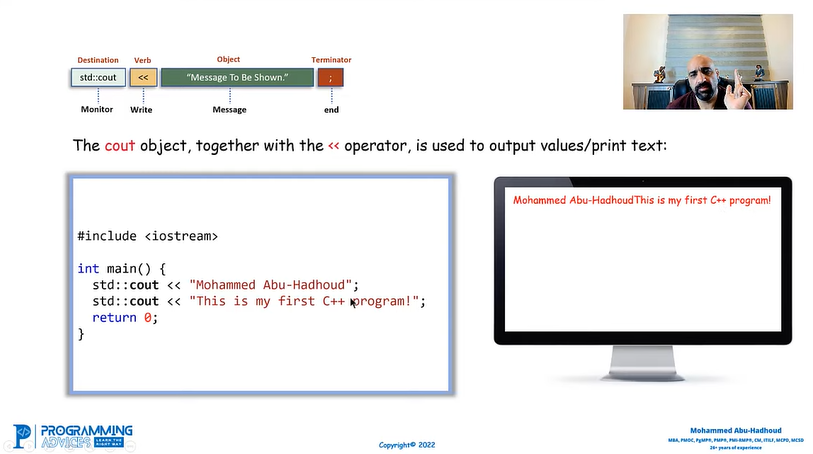 Destination Verb Object Terminator
std::cout << “Message To Be Shown.” ;
Monitor Write Message end
The cout object, together with the << operator, is used to output values/print text:
#include <iostream>
int main() {
std::cout << "Mohammed Abu-Hadhoud";
std::cout << "This is my first C++ program!";
return 0;
}
Mohammed Abu-HadhoudThis is my first C++ program!
PROGRAMMING
ADVICES LEARN THE RIGHT WAY
Copyright© 2022
Mohammed Abu-Hadhoud
MBA, PMOC, PgMP®, PMP®, PMI-RMP®, CM, ITILF, MCPD, MCSD
26+ years of experience